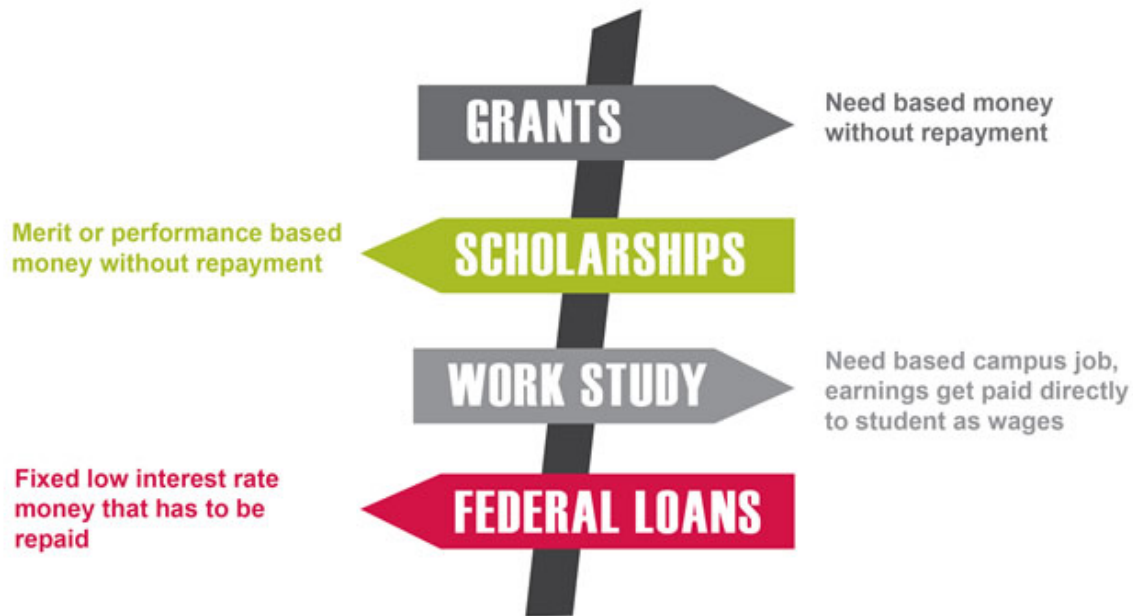 GRANTS
Need based money
without repayment
Merit or performance based
money without repayment
SCHOLARSHIPS
WORK STUDY
Need based campus job,
earnings get paid directly
to student as wages
Fixed low interest rate
money that has to be
repaid
FEDERAL LOANS